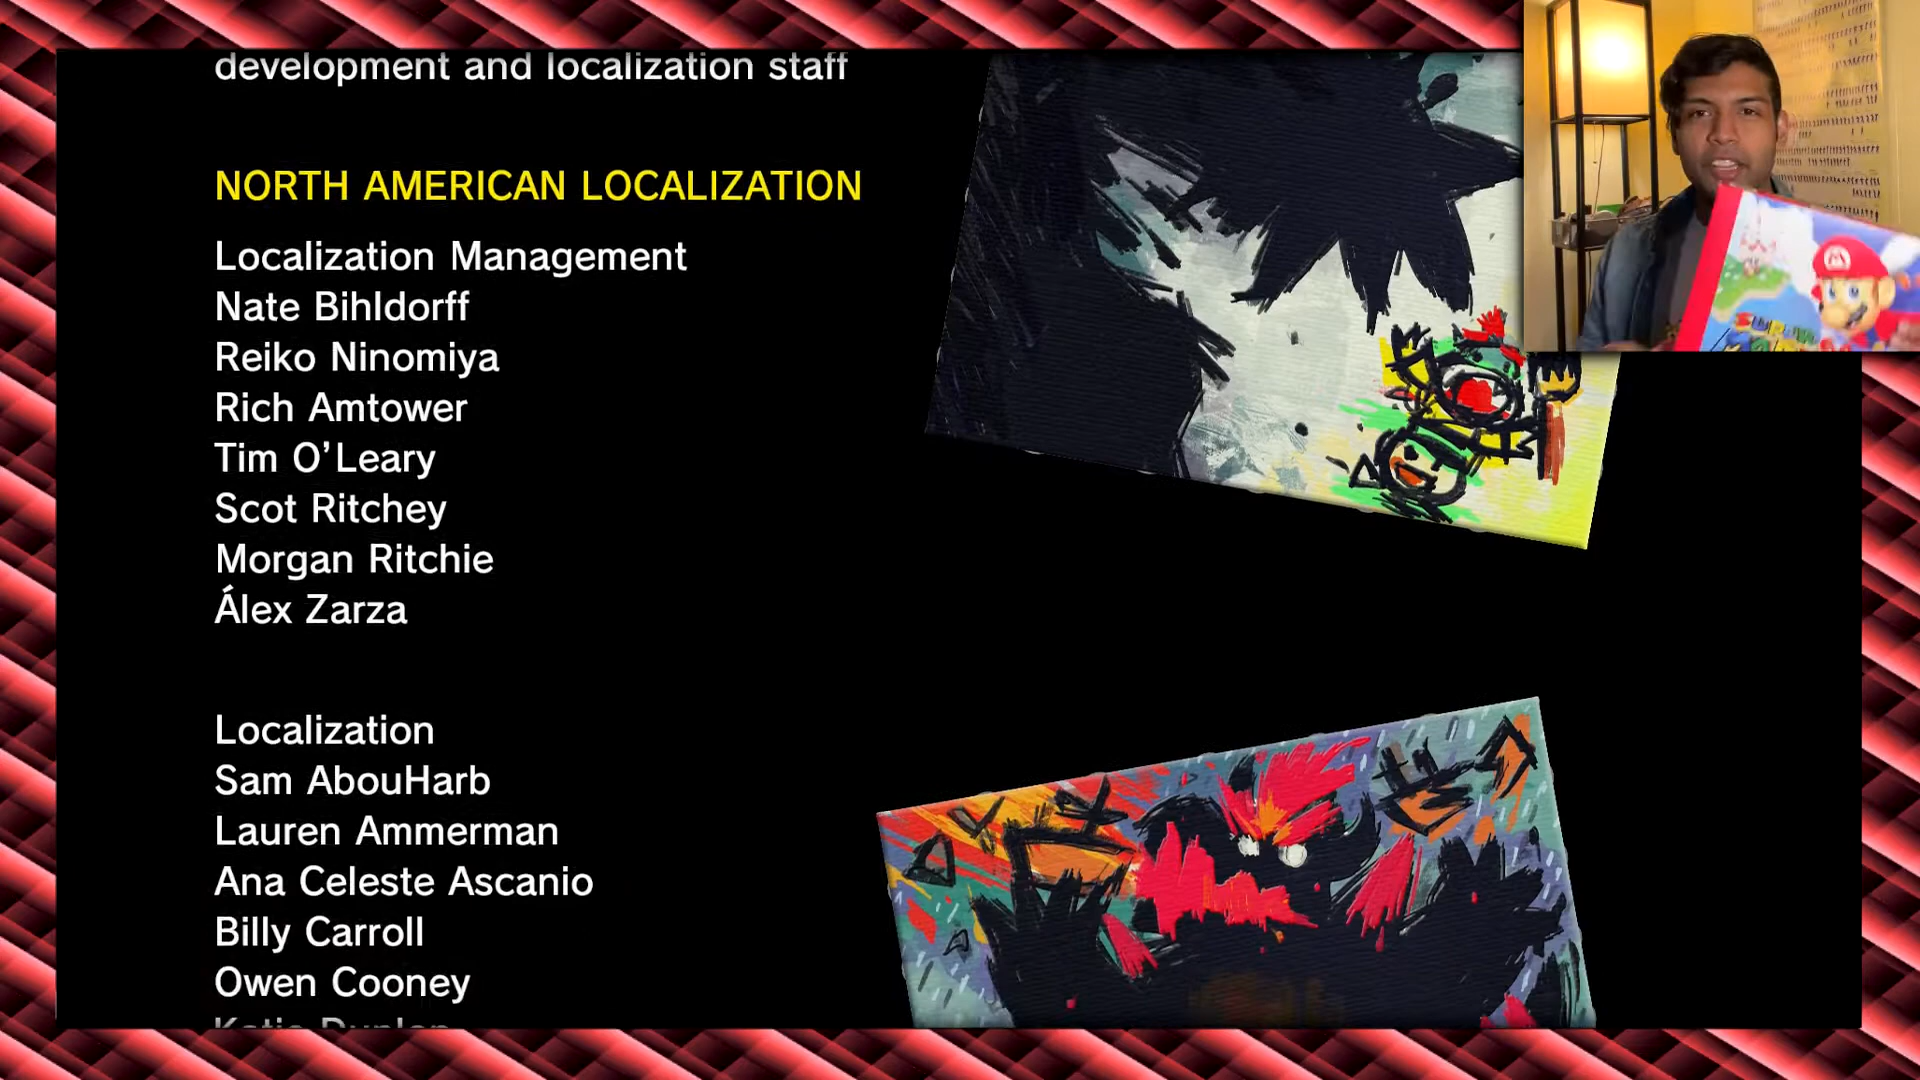 development and localization staff
NORTH AMERICAN LOCALIZATION
Localization Management
Nate Bihldorff
Reiko Ninomiya
Rich Amtower
Tim O’Leary
Scot Ritchey
Morgan Ritchie
Álex Zarza
Localization
Sam AbouHarb
Lauren Ammerman
Ana Celeste Ascanio
Billy Carroll
Owen Cooney
SUPER